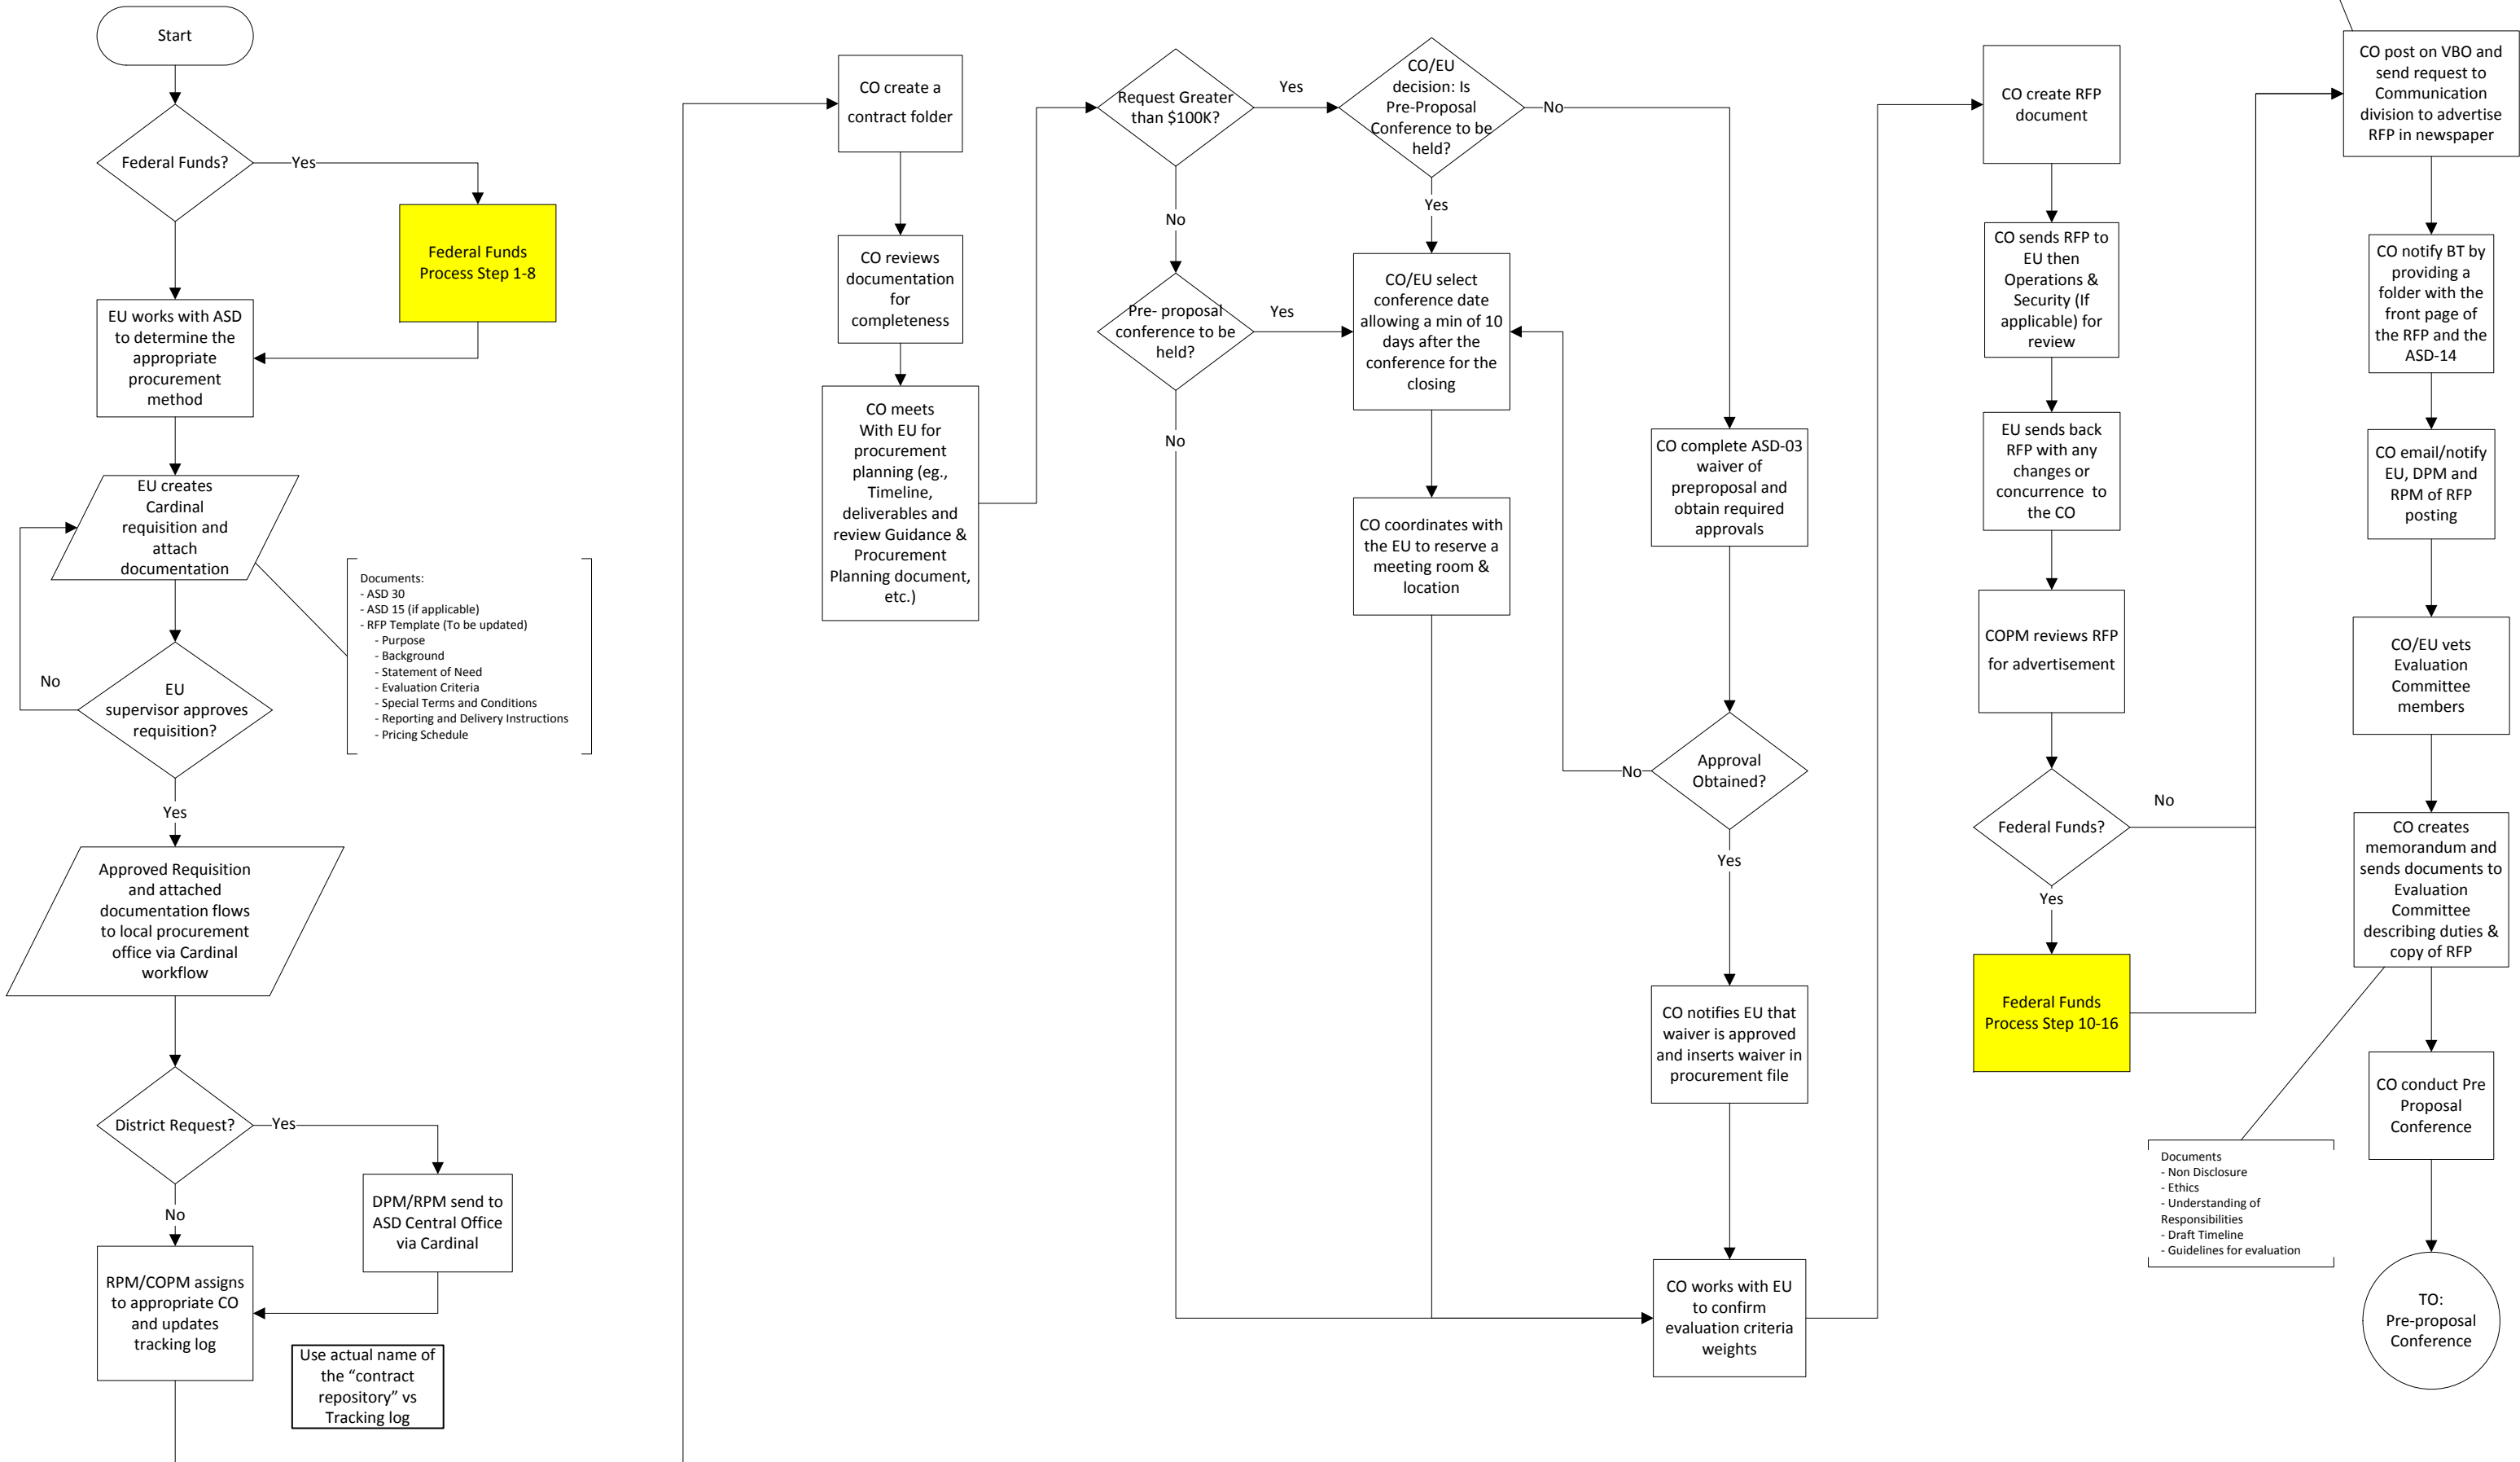 Start
Federal Funds?
Yes
Federal Funds
Process Step 1-8
EU works with ASD
to determine the
appropriate
procurement
method
EU creates
Cardinal
requisition and
attach
documentation
Documents:
- ASD 30
- ASD 15 (if applicable)
- RFP Template (To be updated)
- Purpose
- Background
- Statement of Need
- Evaluation Criteria
- Special Terms and Conditions
- Reporting and Delivery Instructions
- Pricing Schedule
No
EU
supervisor approves
requisition?
Yes
Approved Requisition
and attached
documentation flows
to local procurement
office via Cardinal
workflow
District Request?
Yes
No
DPM/RPM send to
ASD Central Office
via Cardinal
RPM/COPM assigns
to appropriate CO
and updates
tracking log
Use actual name of
the “contract
repository” vs
Tracking log
CO create a
contract folder
CO reviews
documentation
for
completeness
CO meets
With EU for
procurement
planning (eg.,
Timeline,
deliverables and
review Guidance &
Procurement
Planning document,
etc.)
Request Greater
than $100K?
Yes
No
Pre- proposal
conference to be
held?
Yes
No
CO/EU
decision: Is
Pre-Proposal
Conference to be
held?
No
Yes
CO/EU select
conference date
allowing a min of 10
days after the
conference for the
closing
CO coordinates with
the EU to reserve a
meeting room &
location
CO complete ASD-03
waiver of
preproposal and
obtain required
approvals
Approval
Obtained?
No
Yes
CO notifies EU that
waiver is approved
and inserts waiver in
procurement file
CO works with EU
to confirm
evaluation criteria
weights
CO create RFP
document
CO sends RFP to
EU then
Operations &
Security (If
applicable) for
review
EU sends back
RFP with any
changes or
concurrence to
the CO
COPM reviews RFP
for advertisement
Federal Funds?
No
Yes
Federal Funds
Process Step 10-16
CO post on VBO and
send request to
Communication
division to advertise
RFP in newspaper
CO notify BT by
providing a
folder with the
front page of
the RFP and the
ASD-14
CO email/notify
EU, DPM and
RPM of RFP
posting
CO/EU vets
Evaluation
Committee
members
CO creates
memorandum and
sends documents to
Evaluation
Committee
describing duties &
copy of RFP
Documents
- Non Disclosure
- Ethics
- Understanding of
Responsibilities
- Draft Timeline
- Guidelines for evaluation
CO conduct Pre
Proposal
Conference
TO:
Pre-proposal
Conference